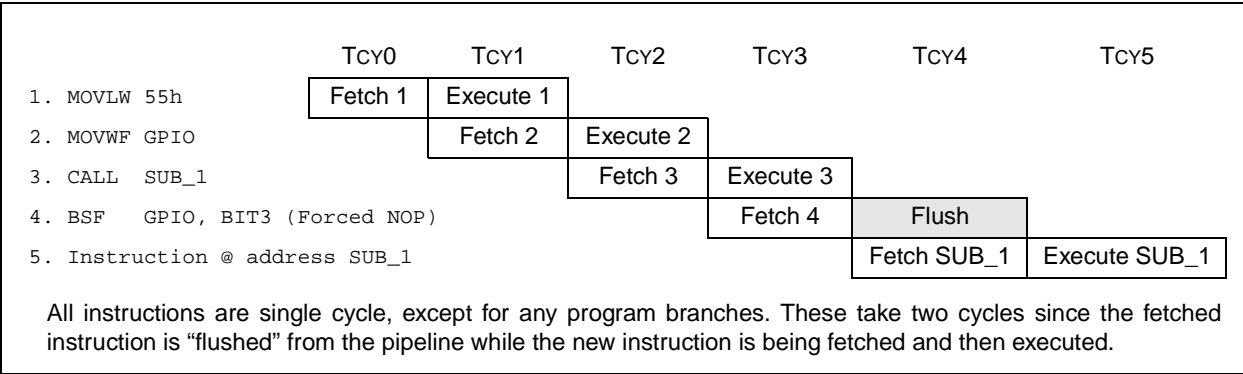 TCY0 TCY1 TCY2 TCY3 TCY4 TCY5
1. MOVLW 55h Fetch 1 Execute 1
2. MOVWF GPIO Fetch 2 Execute 2
3. CALL SUB_1 Fetch 3 Execute 3
4. BSF GPIO, BIT3 (Forced NOP) Fetch 4 Flush
5. Instruction @ address SUB_1 Fetch SUB_1 Execute SUB_1
All instructions are single cycle, except for any program branches. These take two cycles since the fetched
instruction is “flushed” from the pipeline while the new instruction is being fetched and then executed.